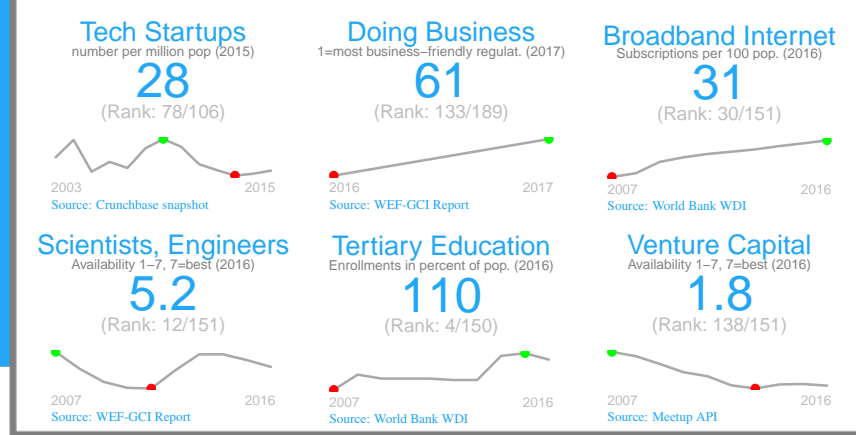 Tech Startups
number per million pop (2015)
28
(Rank: 78/106)
2003 2015
Source: Crunchbase snapshot
Doing Business
1=most business−friendly regulat. (2017)
61
(Rank: 133/189)
2016 2017
Source: WEF-GCI Report
Broadband Internet
Subscriptions per 100 pop. (2016)
31
(Rank: 30/151)
2007 2016
Source: World Bank WDI
Scientists, Engineers
Availability 1−7, 7=best (2016)
5.2
(Rank: 12/151)
2007 2016
Source: WEF-GCI Report
Tertiary Education
Enrollments in percent of pop. (2016)
110
(Rank: 4/150)
2007 2016
Source: World Bank WDI
Venture Capital
Availability 1−7, 7=best (2016)
1.8
(Rank: 138/151)
2007 2016
Source: Meetup API